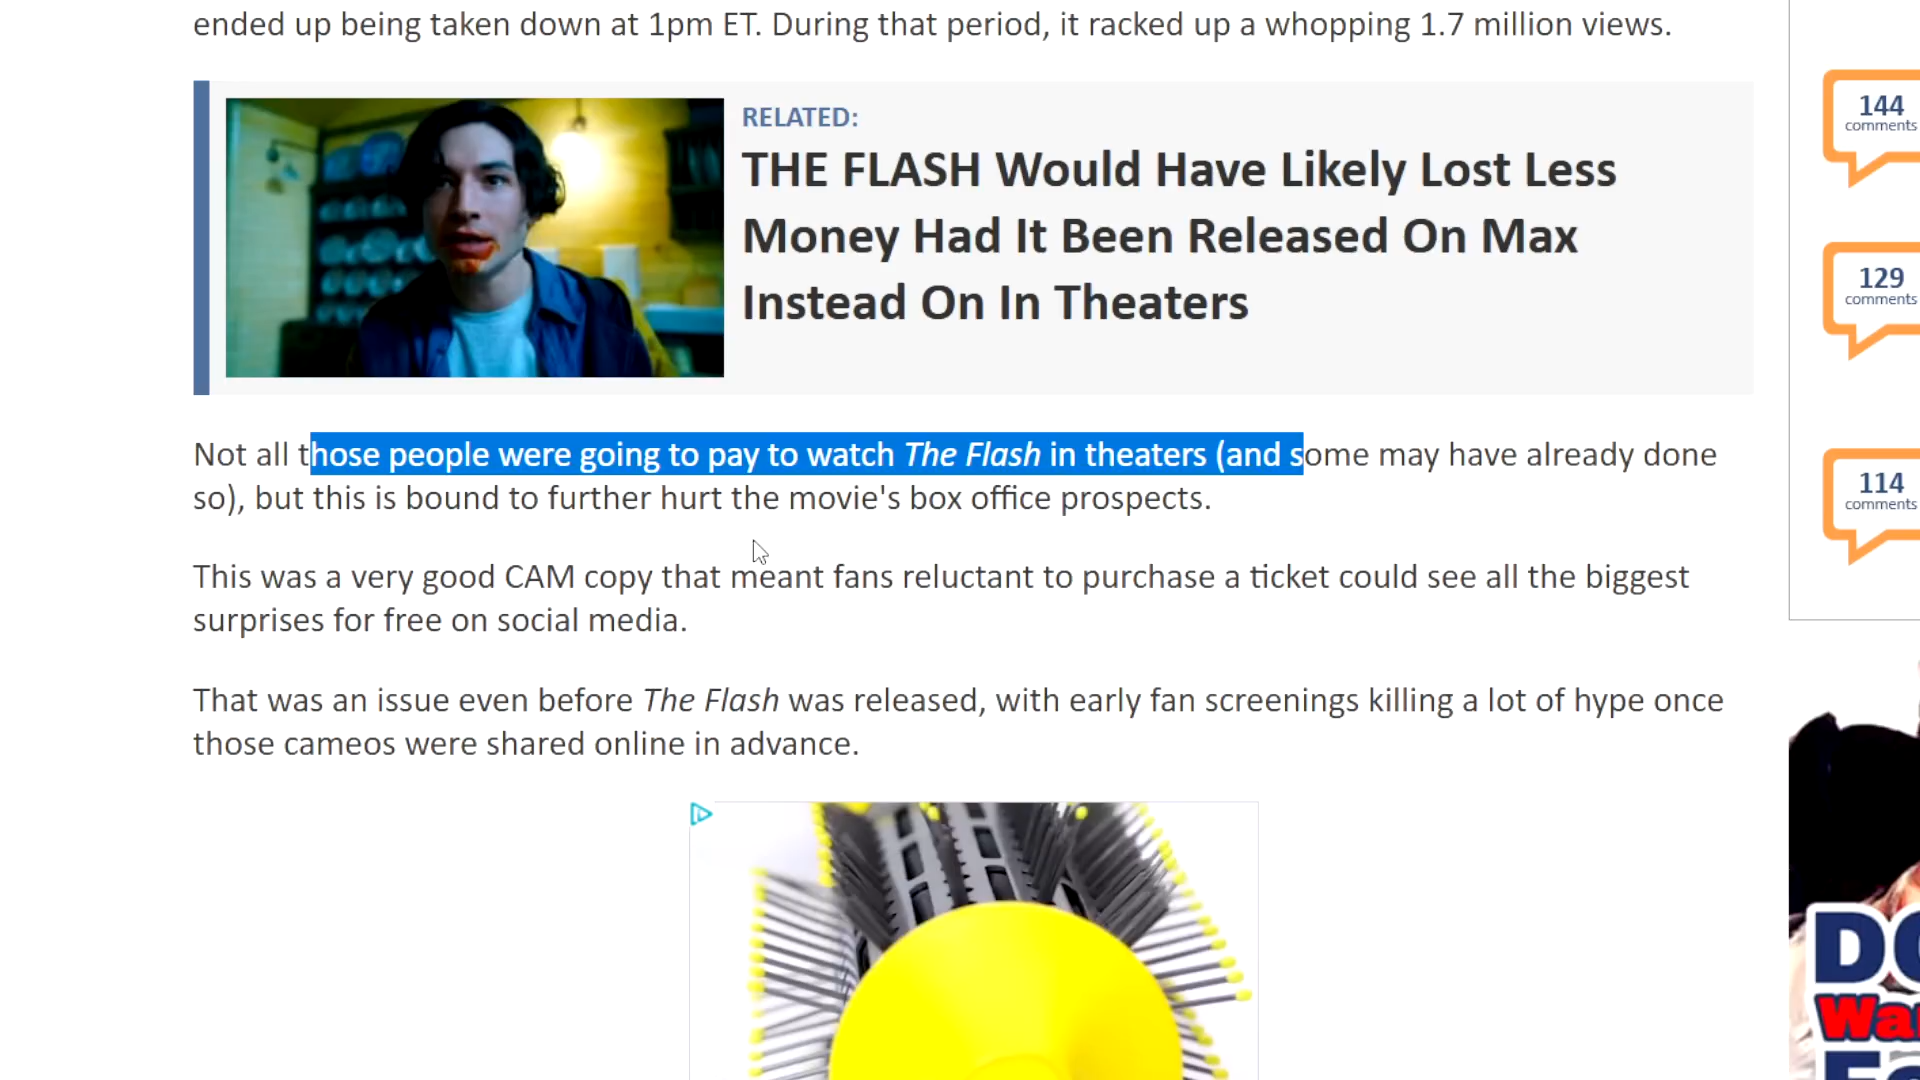 ended up being taken down at 1pm ET. During that period, it racked up a whopping 1.7 million views.
RELATED:
THE FLASH Would Have Likely Lost Less
Money Had It Been Released On Max
Instead On In Theaters
Not all those people were going to pay to watch The Flash in theaters (and some may have already done
so), but this is bound to further hurt the movie's box office prospects.
This was a very good CAM copy that meant fans reluctant to purchase a ticket could see all the biggest
surprises for free on social media.
That was an issue even before The Flash was released, with early fan screenings killing a lot of hype once
those cameos were shared online in advance.
144
comments
129
comments
114
comments